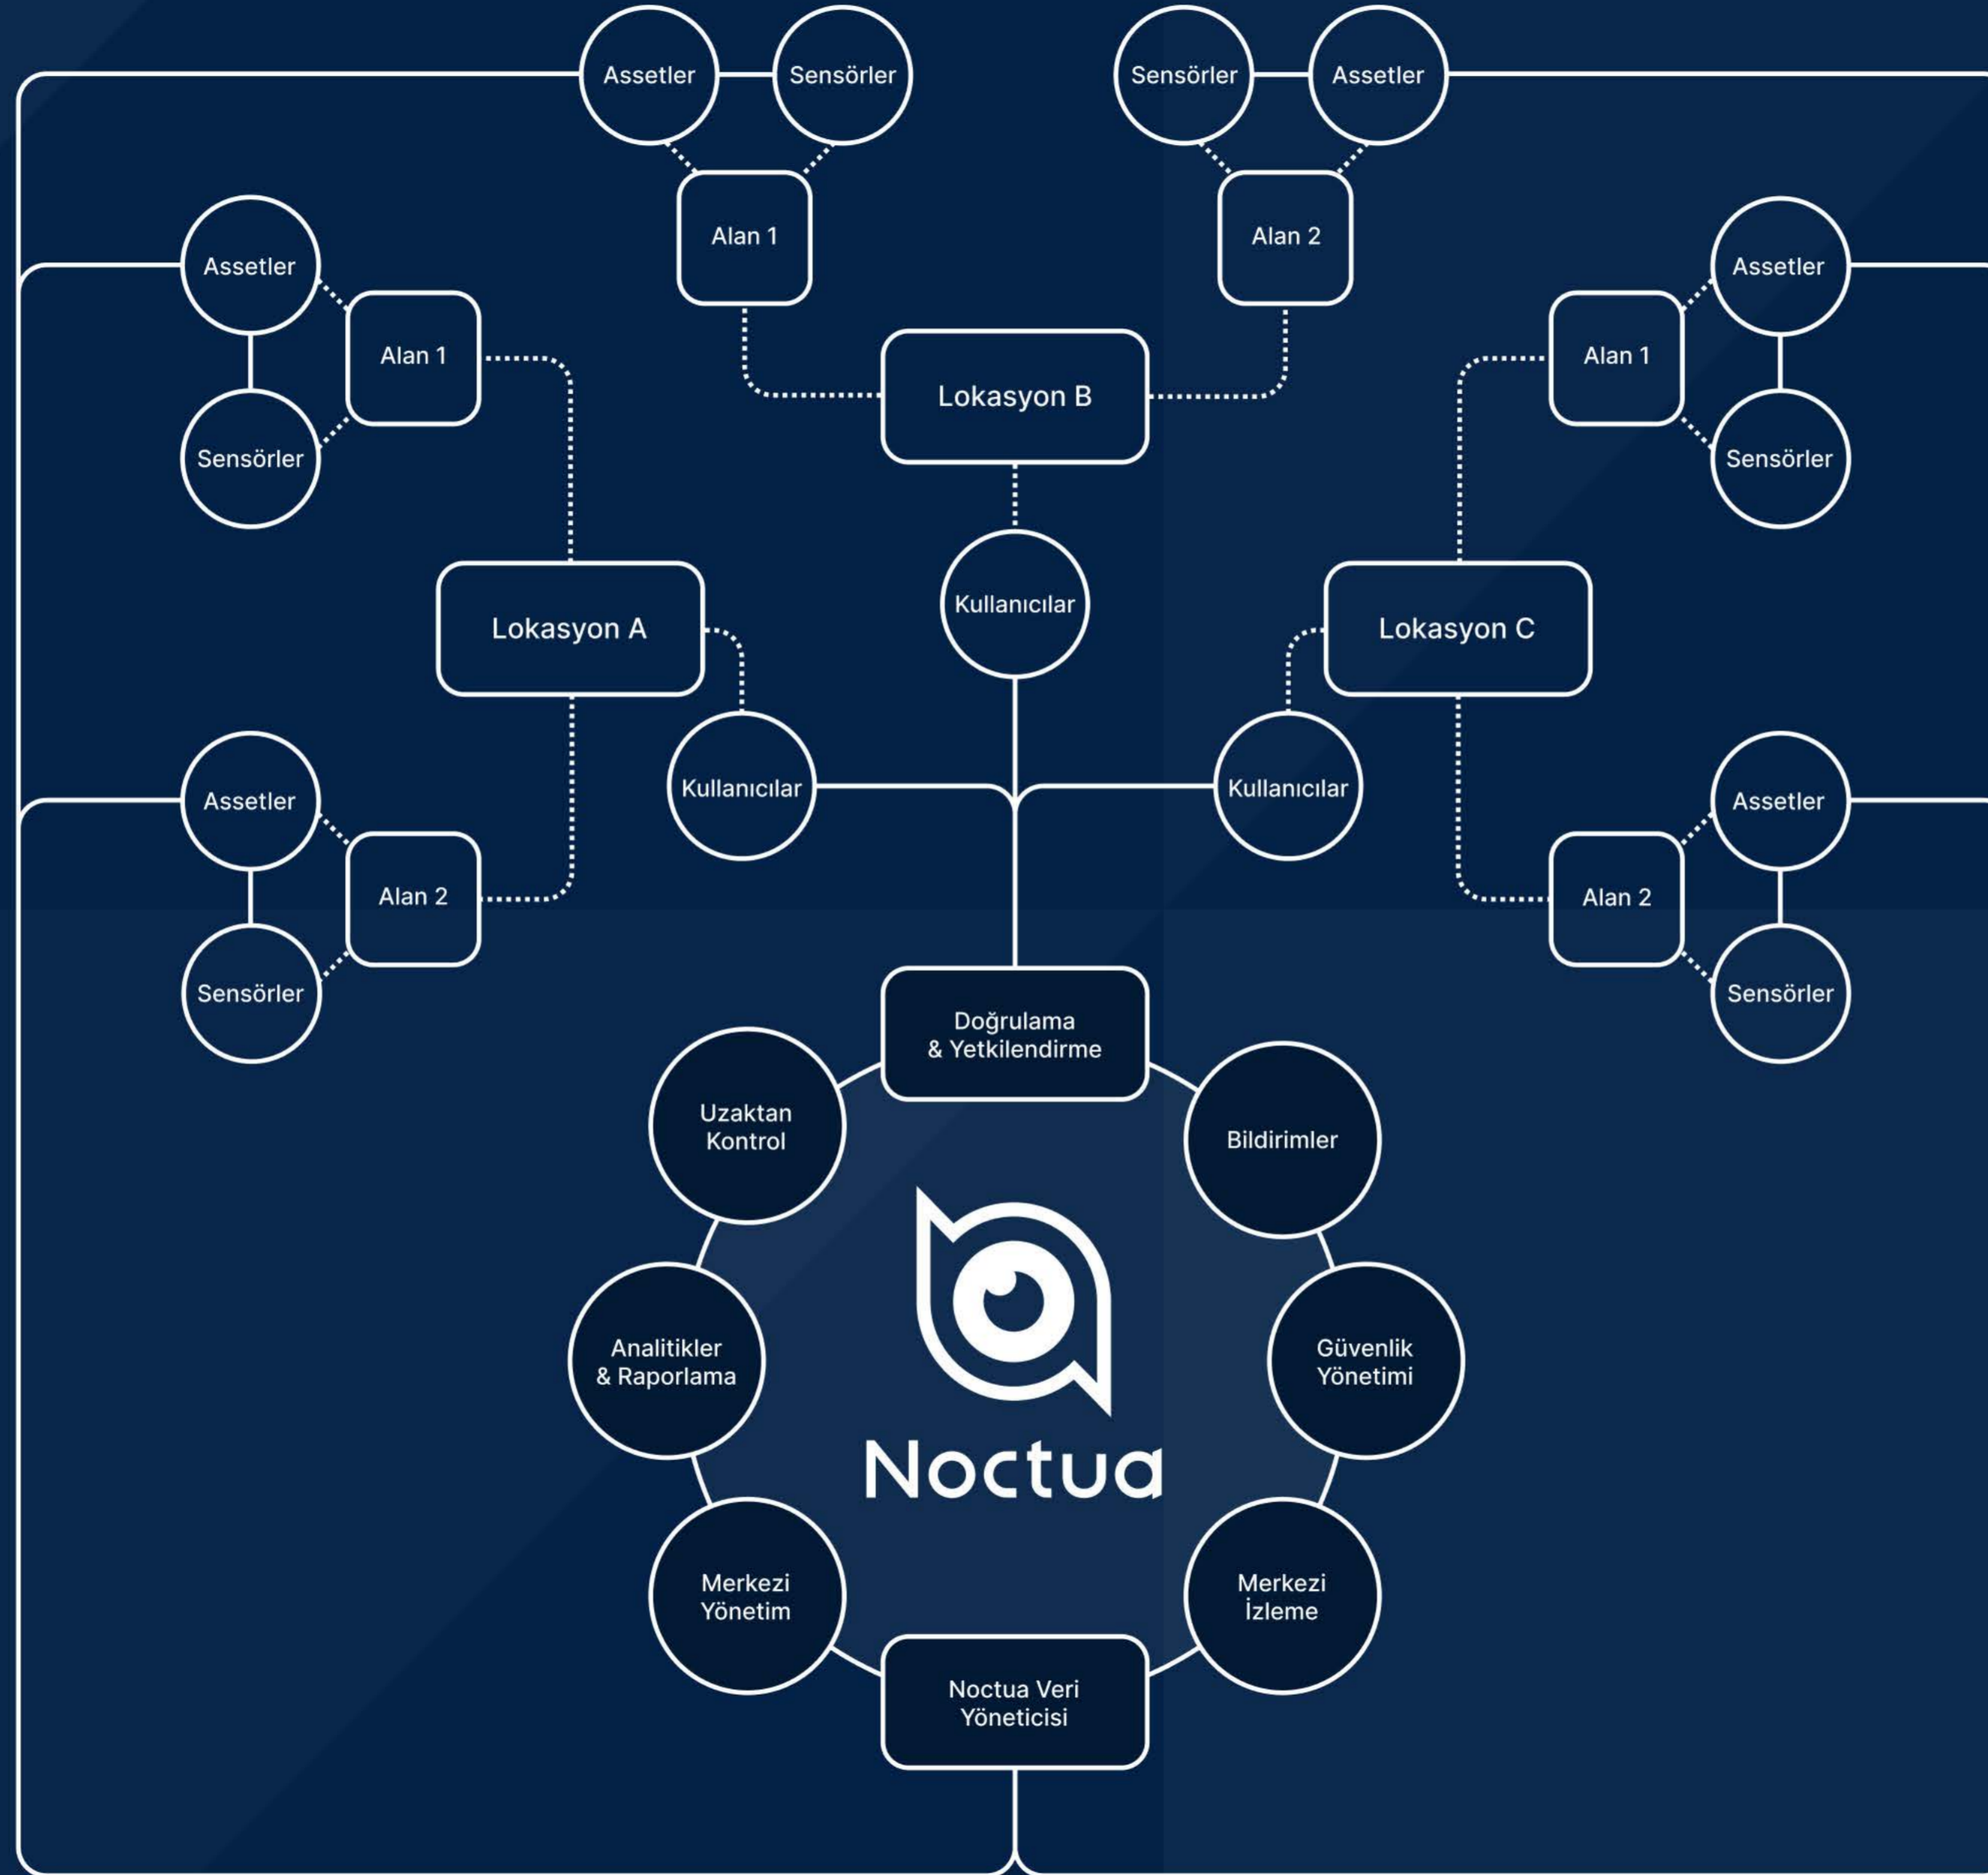 Assetler
Sensörler
Sensörler
Assetler
Alan 1
Alan 2
Assetler
Alan 1
Sensörler
Lokasyon B
Assetler
Alan 1
Sensörler
Lokasyon A
Kullanıcılar
Lokasyon C
Kullanıcılar
Kullanıcılar
Assetler
Alan 2
Sensörler
Assetler
Alan 2
Sensörler
Doğrulama
& Yetkilendirme
Uzaktan
Kontrol
Bildirimler
Analitikler
& Raporlama
Güvenlik
Yönetimi
Noctua
Merkezi
Yönetim
Merkezi
İzleme
Noctua Veri
Yöneticisi